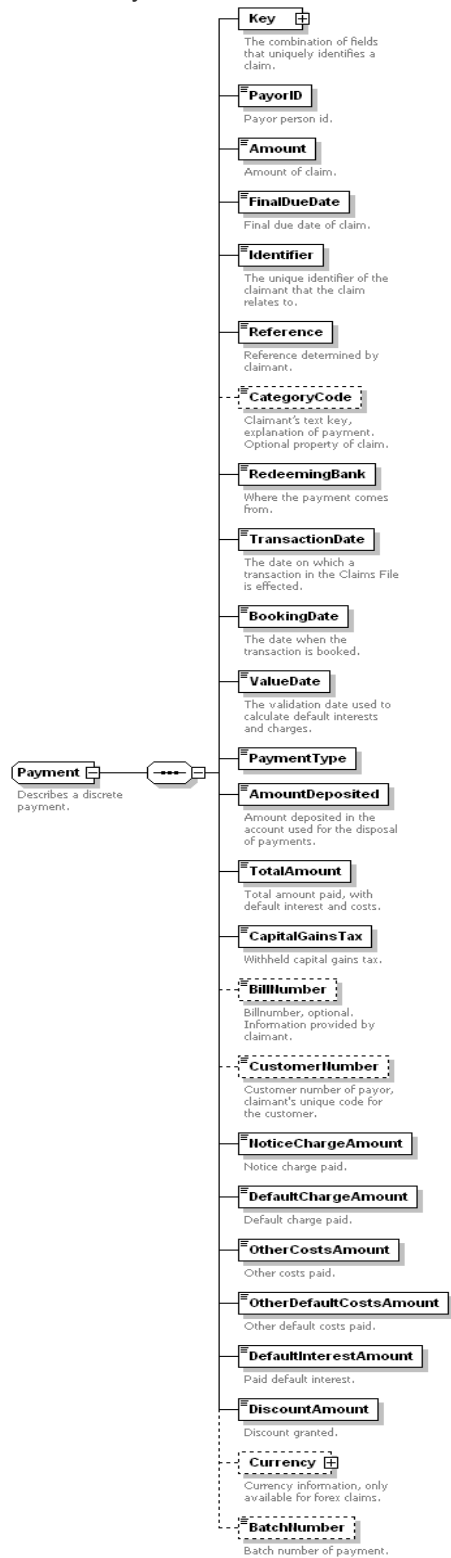 Key
The combination of fields
that uniquely identifies a
claim.
PayorID
Payor person id.
Amount
Amount of claim.
FinalDueDate
Final due date of claim.
Identifier
The unique identifier of the
claimant that the claim
relates to.
Reference
Reference determined by
claimant.
CategoryCode
Claimant's text key,
explanation of payment.
Optional property of claim.
RedeemingBank
Where the payment comes
from.
TransactionDate
The date on which a
transaction in the Claims File
is effected.
BookingDate
The date when the
transaction is booked.
ValueDate
The validation date used to
calculate default interests
and charges.
Payment
Describes a discrete
payment.
PaymentType
AmountDeposited
Amount deposited in the
account used for the disposal
of payments.
TotalAmount
Total amount paid, with
default interest and costs.
CapitalGainsTax
Withheld capital gains tax.
BillNumber
Billnumber, optional.
Information provided by
claimant.
CustomerNumber
Customer number of payor,
claimant's unique code for
the customer.
NoticeChargeAmount
Notice charge paid.
DefaultChargeAmount
Default charge paid.
OtherCostsAmount
Other costs paid.
OtherDefaultCostsAmount
Other default costs paid.
DefaultInterestAmount
Paid default interest.
DiscountAmount
Discount granted.
Currency
Currency information, only
available for forex claims.
BatchNumber
Batch number of payment.